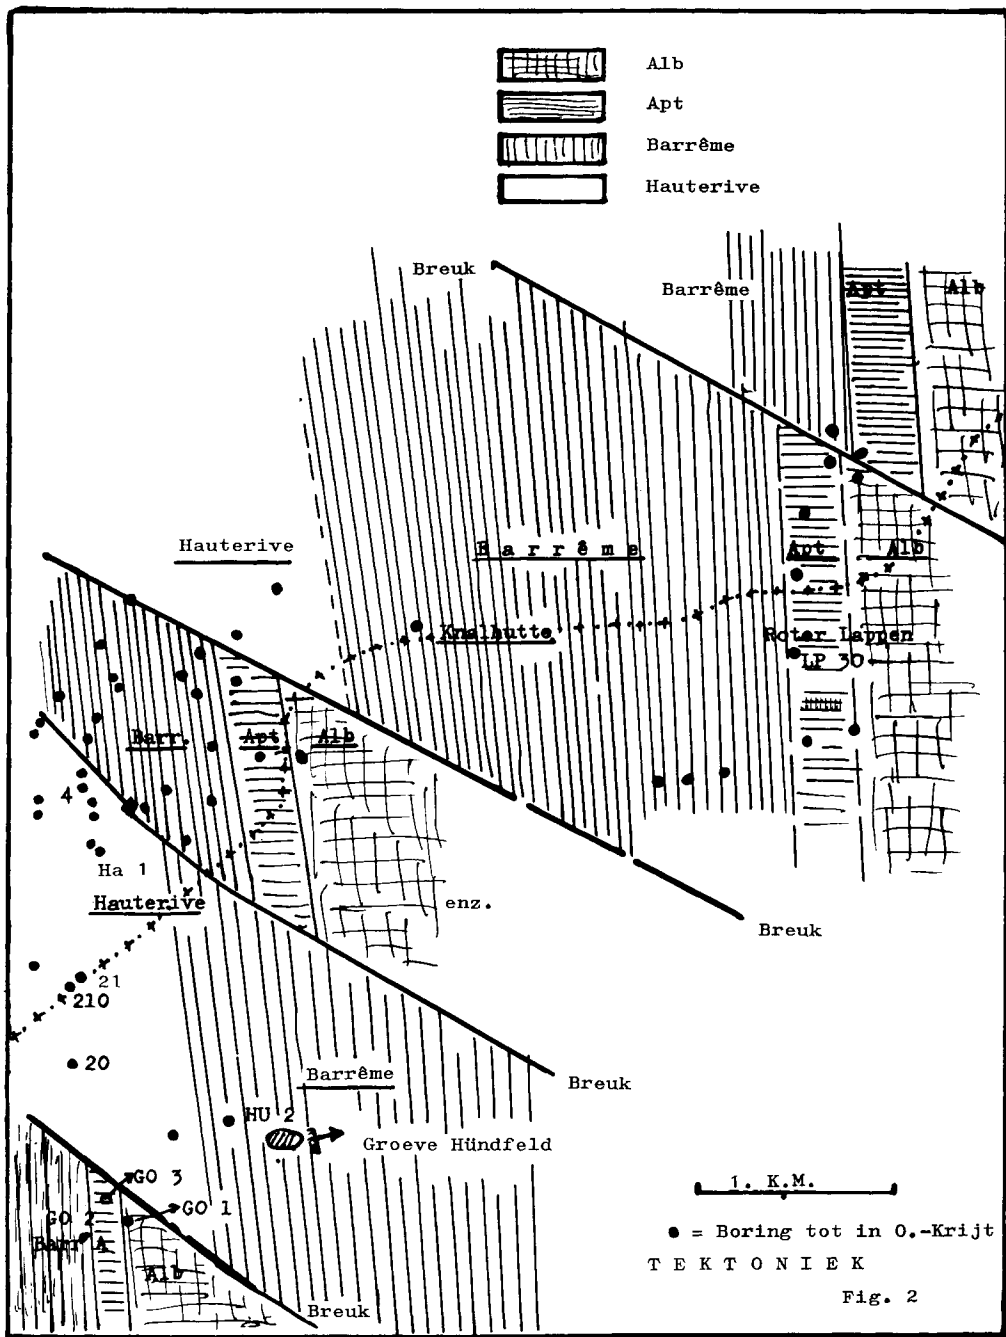 Alb
Apt
Barrême
Hauterive
Breuk
Barrême
Apt
Alb
Hauterive
Barrême
Apt
Alb
Knalhutte
Roter Lappen
LP 30
Barr.
Apt
Alb
4
Ha 1
Hauterive
enz.
Breuk
21
210
20
Barrême
Breuk
HU 2
Groeve Hündfeld
GO 3
GO 1
GO 2
Barr A
Alb
Breuk
1. K.M.
● = Boring tot in O.-Krijt
TEKTONIEK
Fig. 2